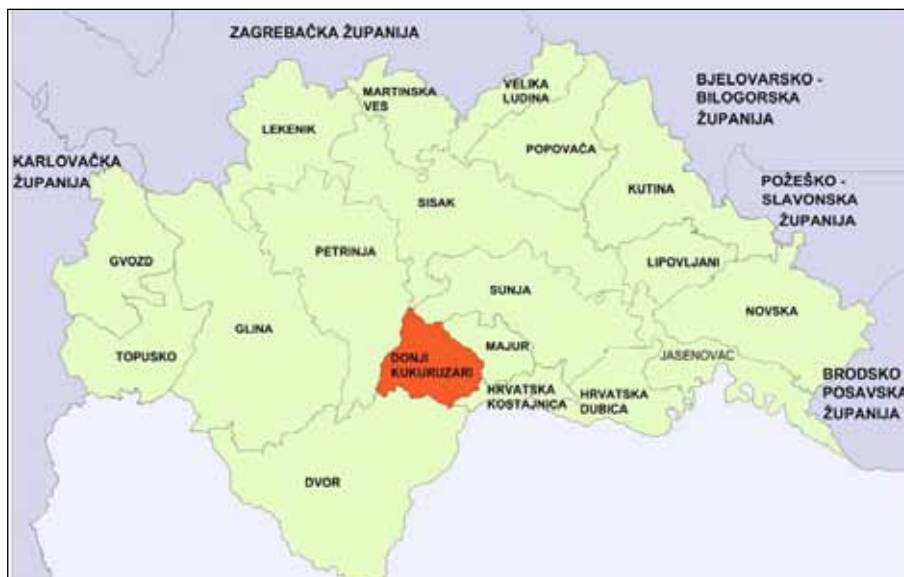 ZAGREBAČKA ŽUPANIJA
VELIKA
LUDINA
MARTINSKA
VES
BJELOVARSKO -
BILOGORSKA
ŽUPANIJA
LEKENIK
POPOVAČA
KARLOVAČKA
ŽUPANIJA
KUTINA
POŽEŠKO -
SLAVONSKA
ŽUPANIJA
SISAK
PETRINJA
GVOZD
LIPOVLJANI
SUNJA
NOVSKA
GLINA
TOPUSKO
DONJI
KUKURUZARI
MAJUR
JASENOVAC
BRODSKO
POSAVSKA
ŽUPANIJA
HRVATSKA
KOSTAJNICA
HRVATSKA
DUBICA
DVOR